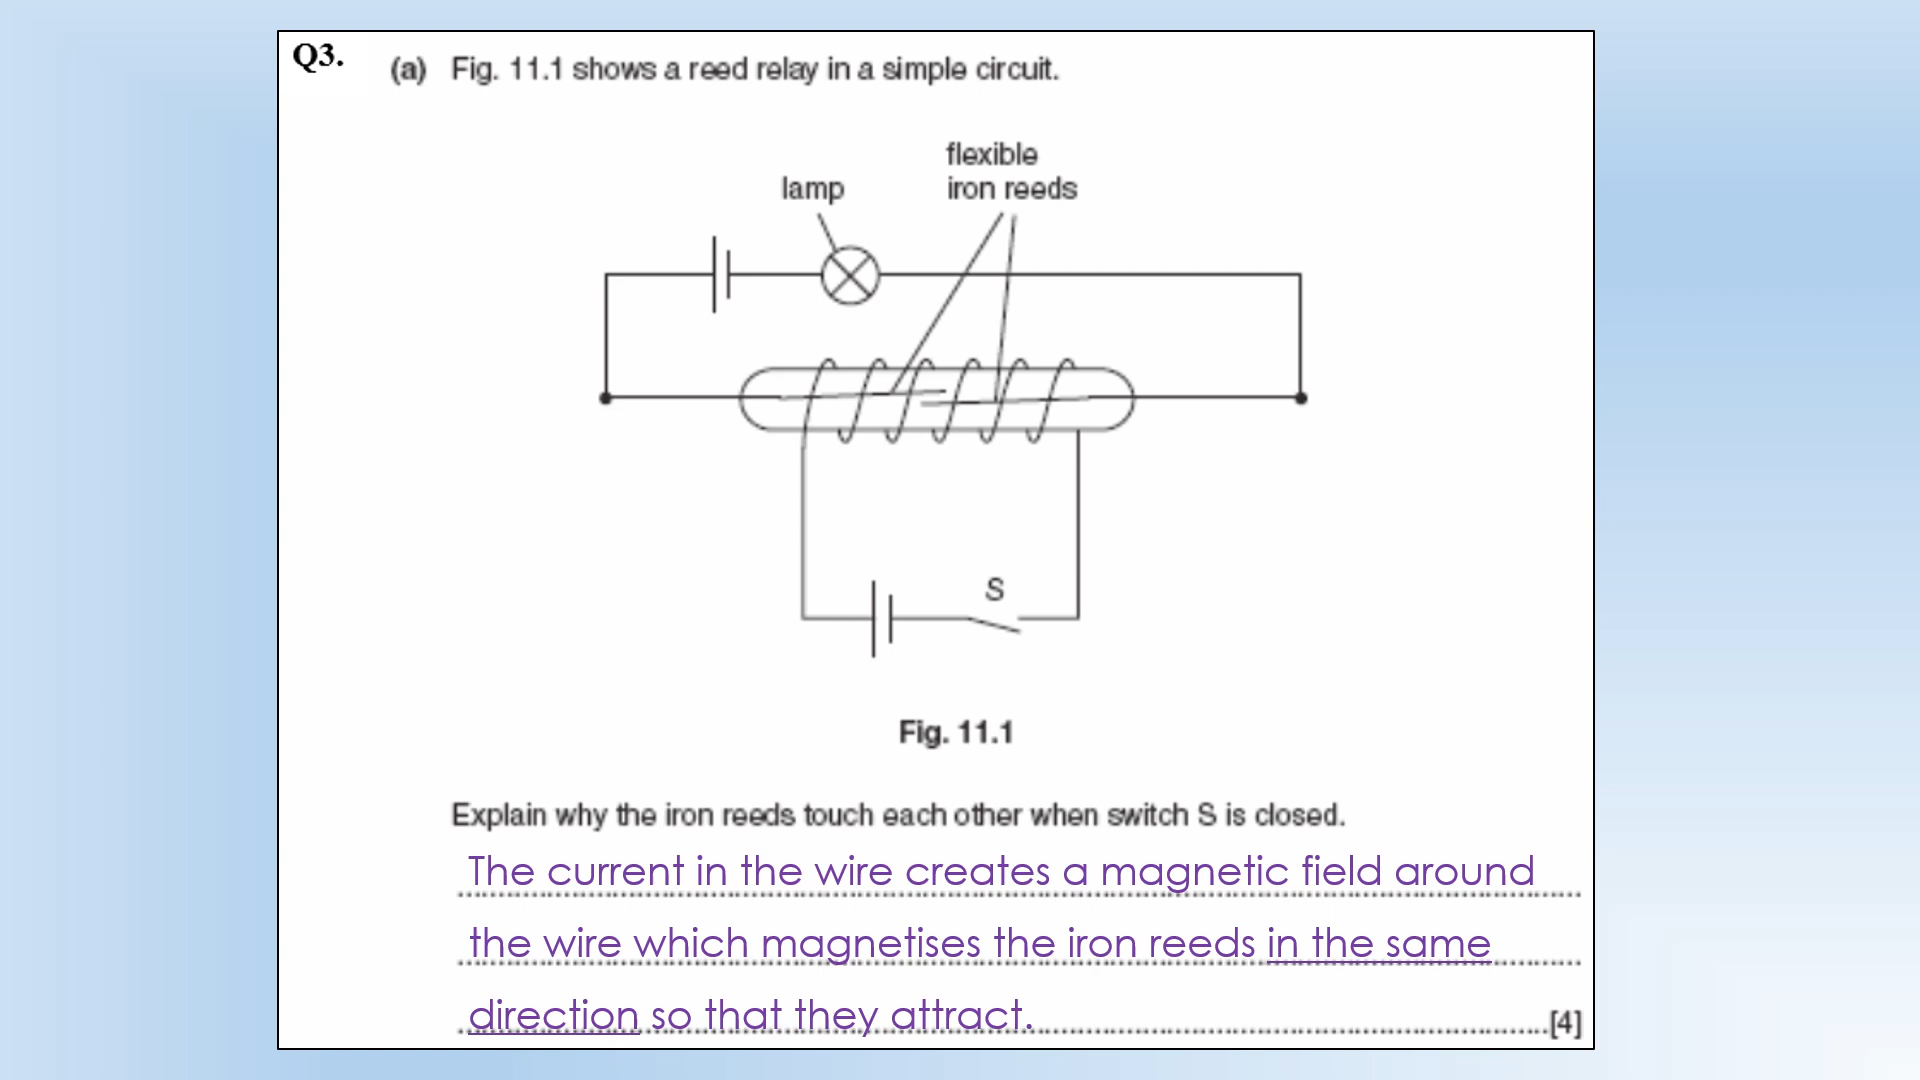 Q3.
(a) Fig. 11.1 shows a reed relay in a simple circuit.
flexible
lamp iron reeds
S
Fig. 11.1
Explain why the iron reeds touch each other when switch S is closed.
The current in the wire creates a magnetic field around
the wire which magnetises the iron reeds in the same
direction so that they attract.
[4]